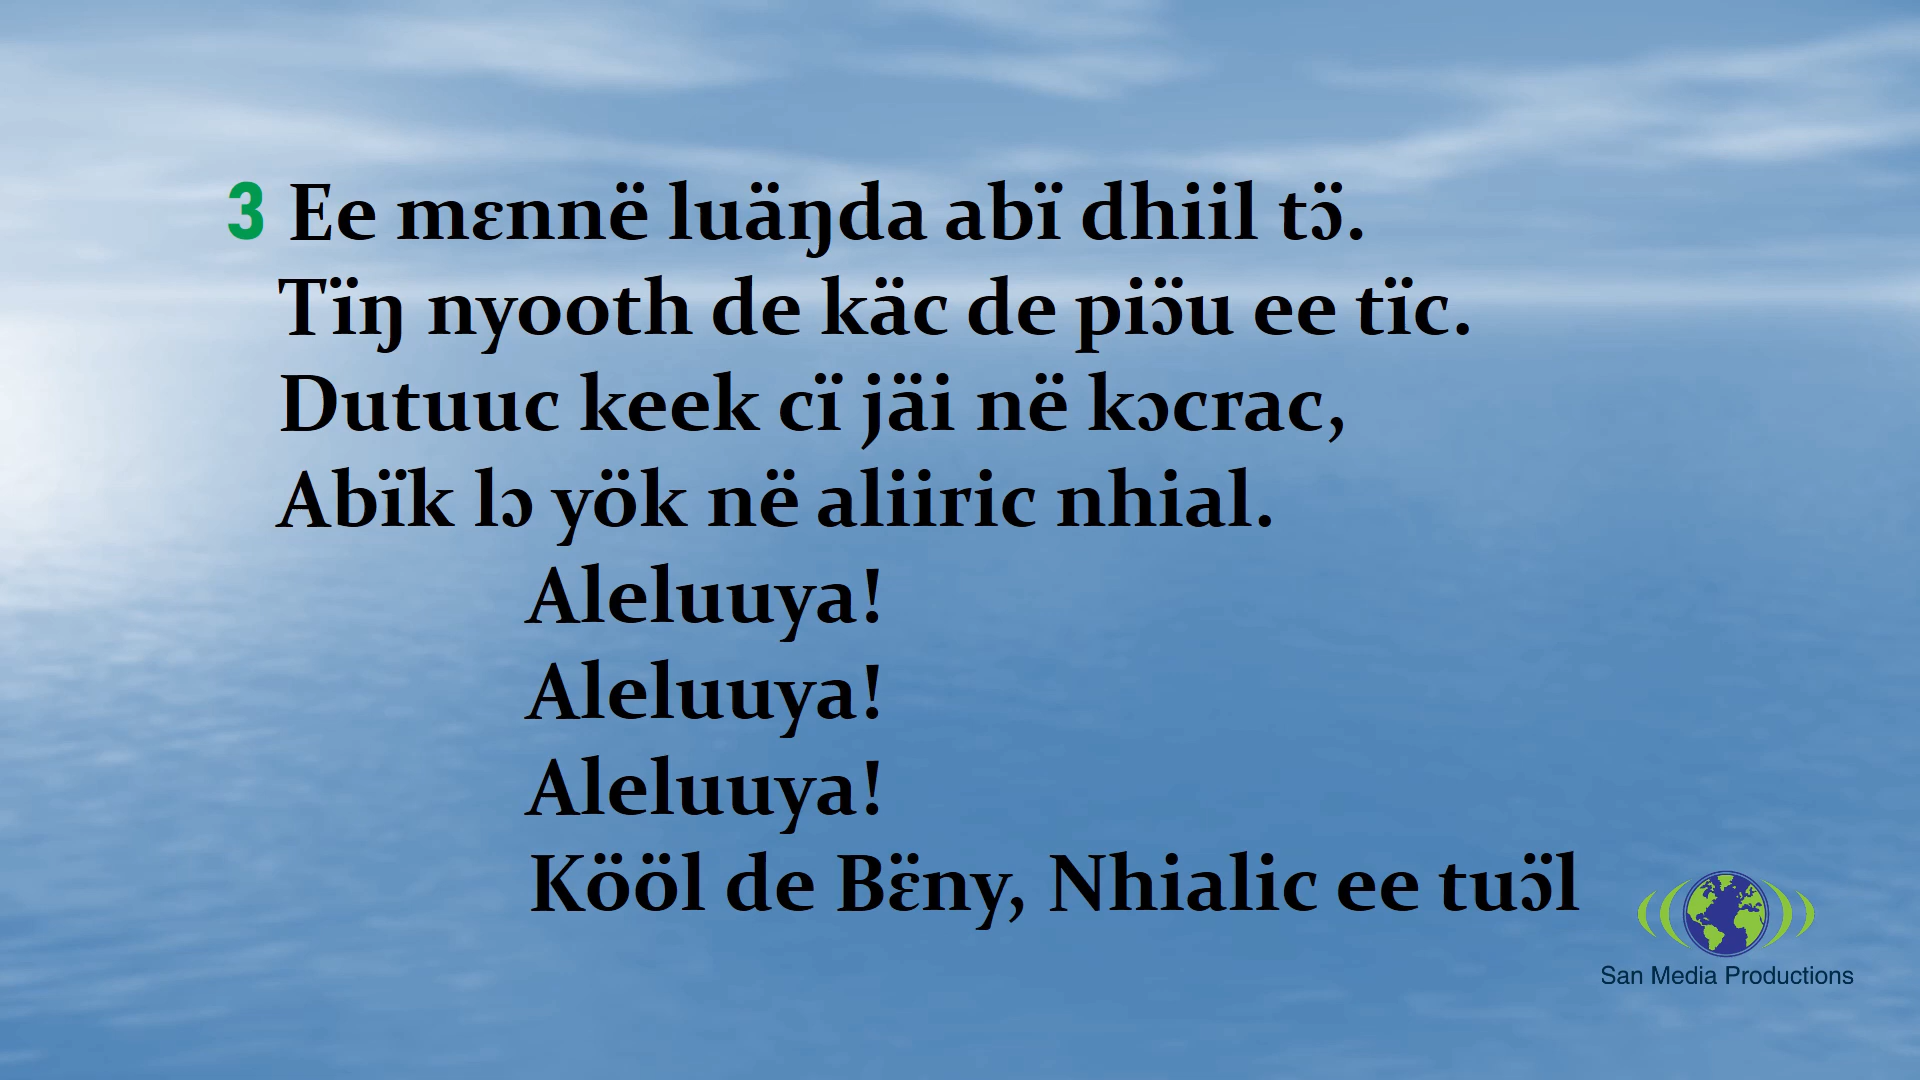 3 Ee mɛnnë luäŋda abï dhiil tɔ̈.
Tïŋ nyooth de käc de piɔ̈u ee tïc.
Dutuuc keek cï jäi në kɔcrac,
Abïk lɔ yök në aliiric nhial.
Aleluuya!
Aleluuya!
Aleluuya!
Kööl de Bɛ̈ny, Nhialic ee tuɔ̈l
San Media Productions